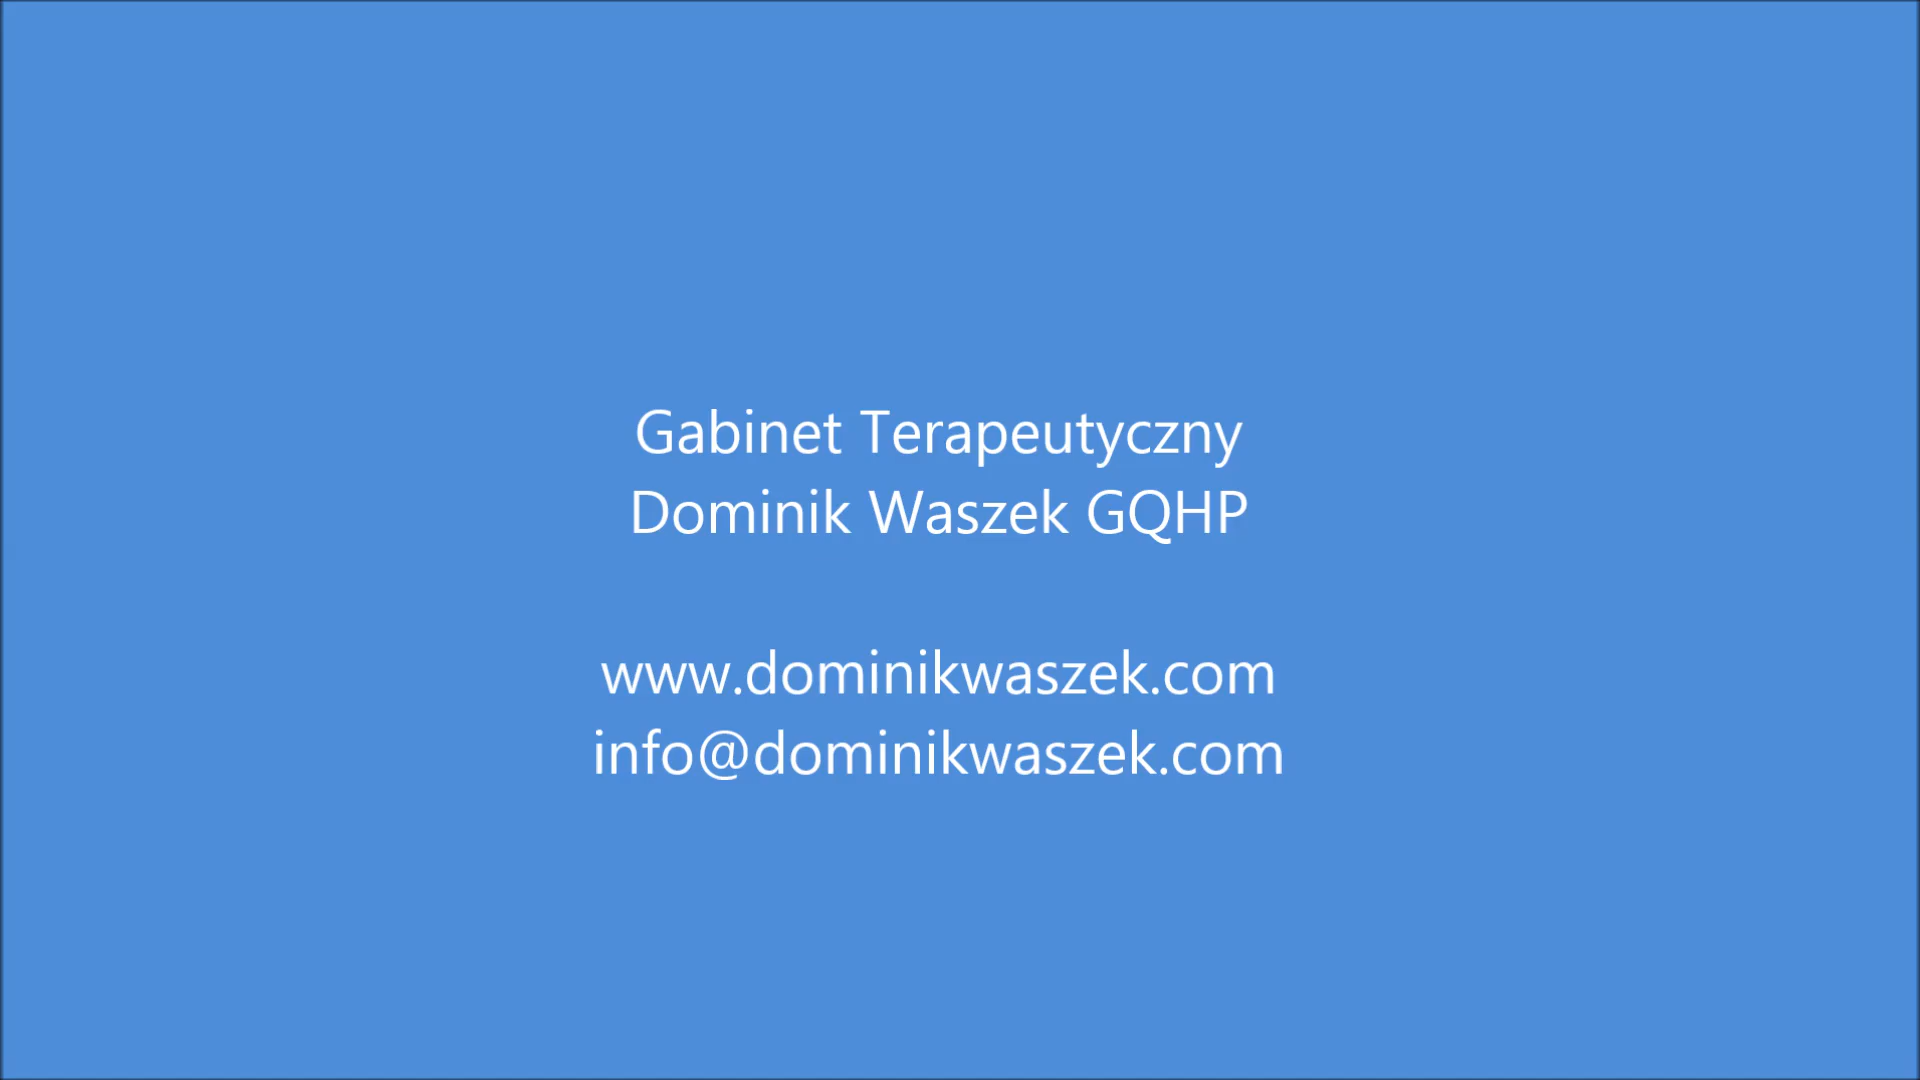 Gabinet Terapeutyczny
Dominik Waszek GQHP
www.dominikwaszek.com
info@dominikwaszek.com